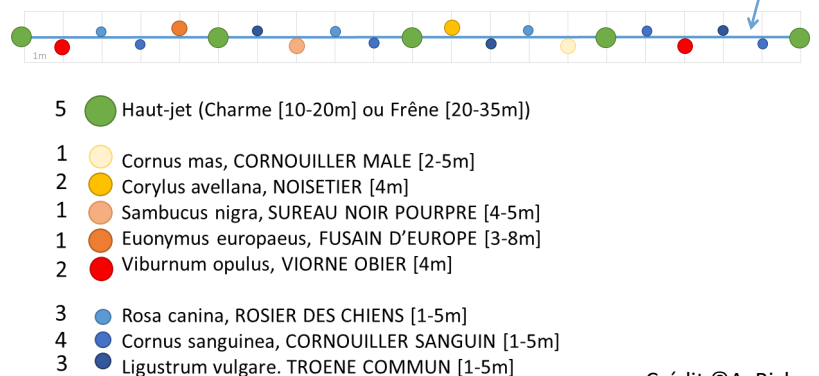 1m
5 Haut-jet (Charme [10-20m] ou Frêne [20-35m])
1 Cornus mas, CORNOUILLER MALE [2-5m]
2 Corylus avellana, NOISETIER [4m]
1 Sambucus nigra, SUREAU NOIR POURPRE [4-5m]
1 Euonymus europaeus, FUSAIN D'EUROPE [3-8m]
2 Viburnum opulus, VIORNE OBIER [4m]
3 Rosa canina, ROSIER DES CHIENS [1-5m]
4 Cornus sanguinea, CORNOUILLER SANGUIN [1-5m]
3 Ligustrum vulgare. TROENE COMMUN [1-5m]